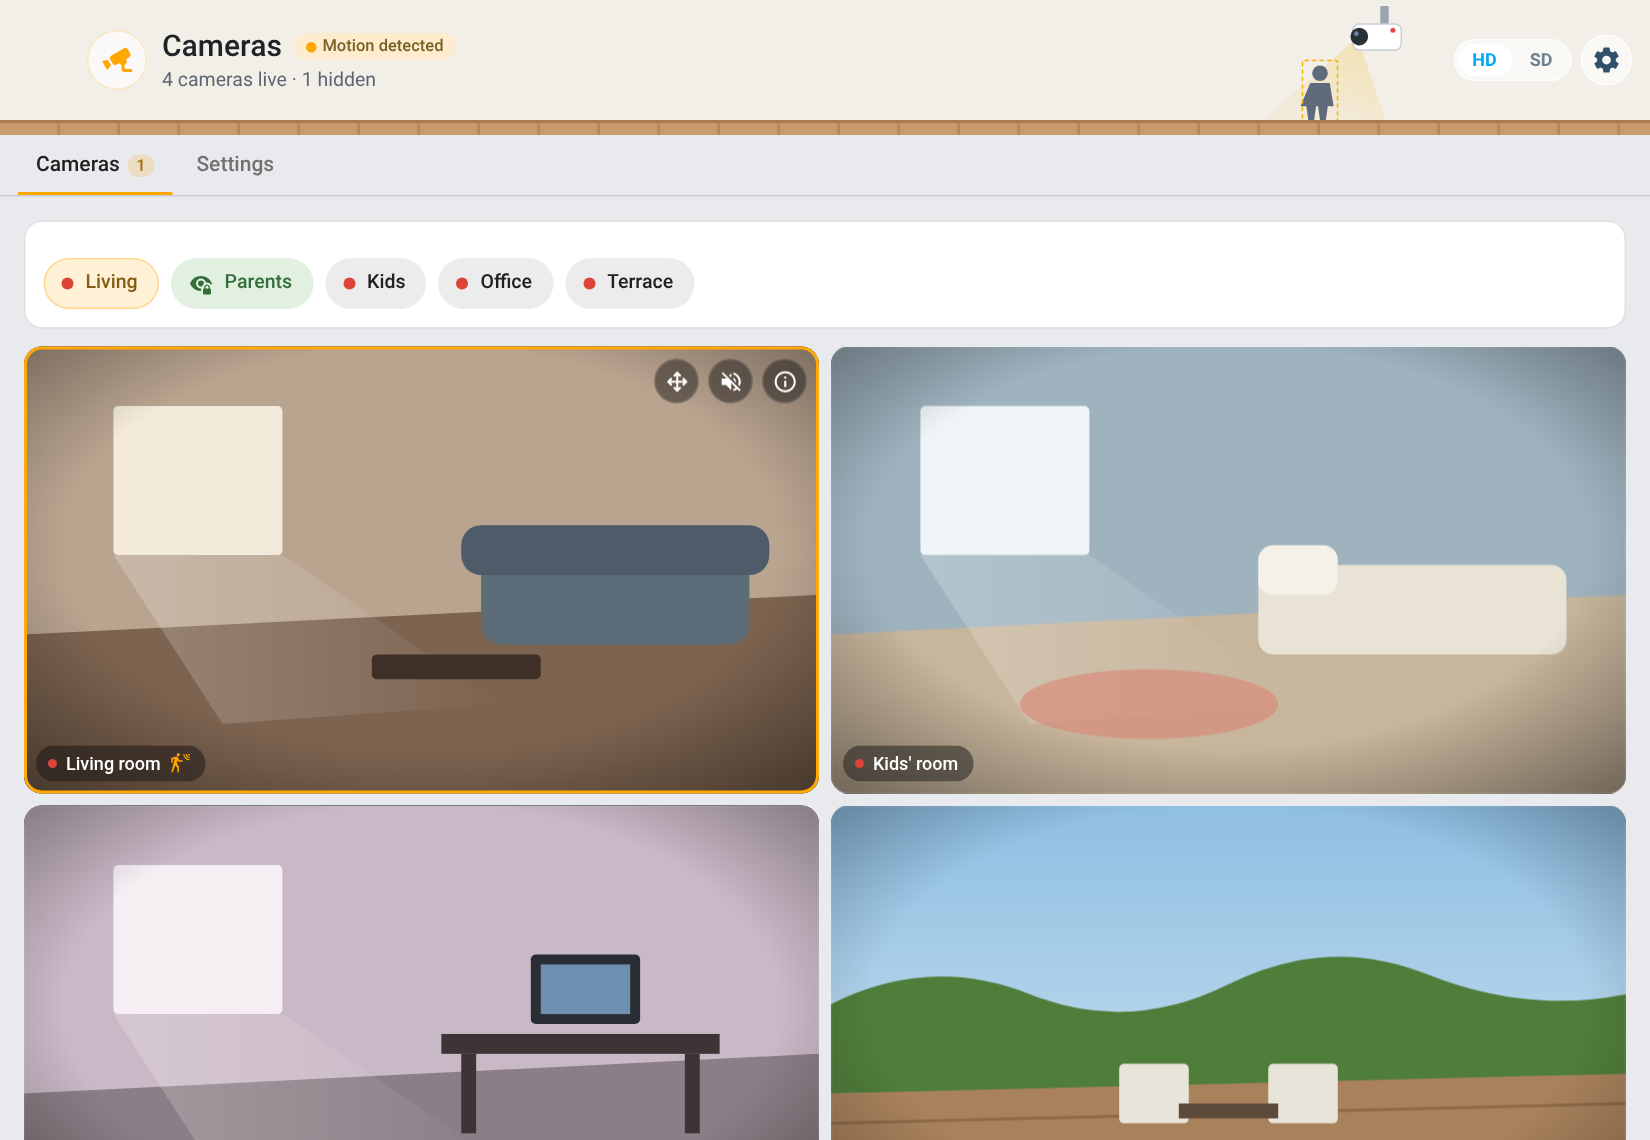 Cameras
Motion detected
4 cameras live · 1 hidden
HD
SD
Cameras 1
Settings
Living
Parents
Kids
Office
Terrace
Living room
Kids' room